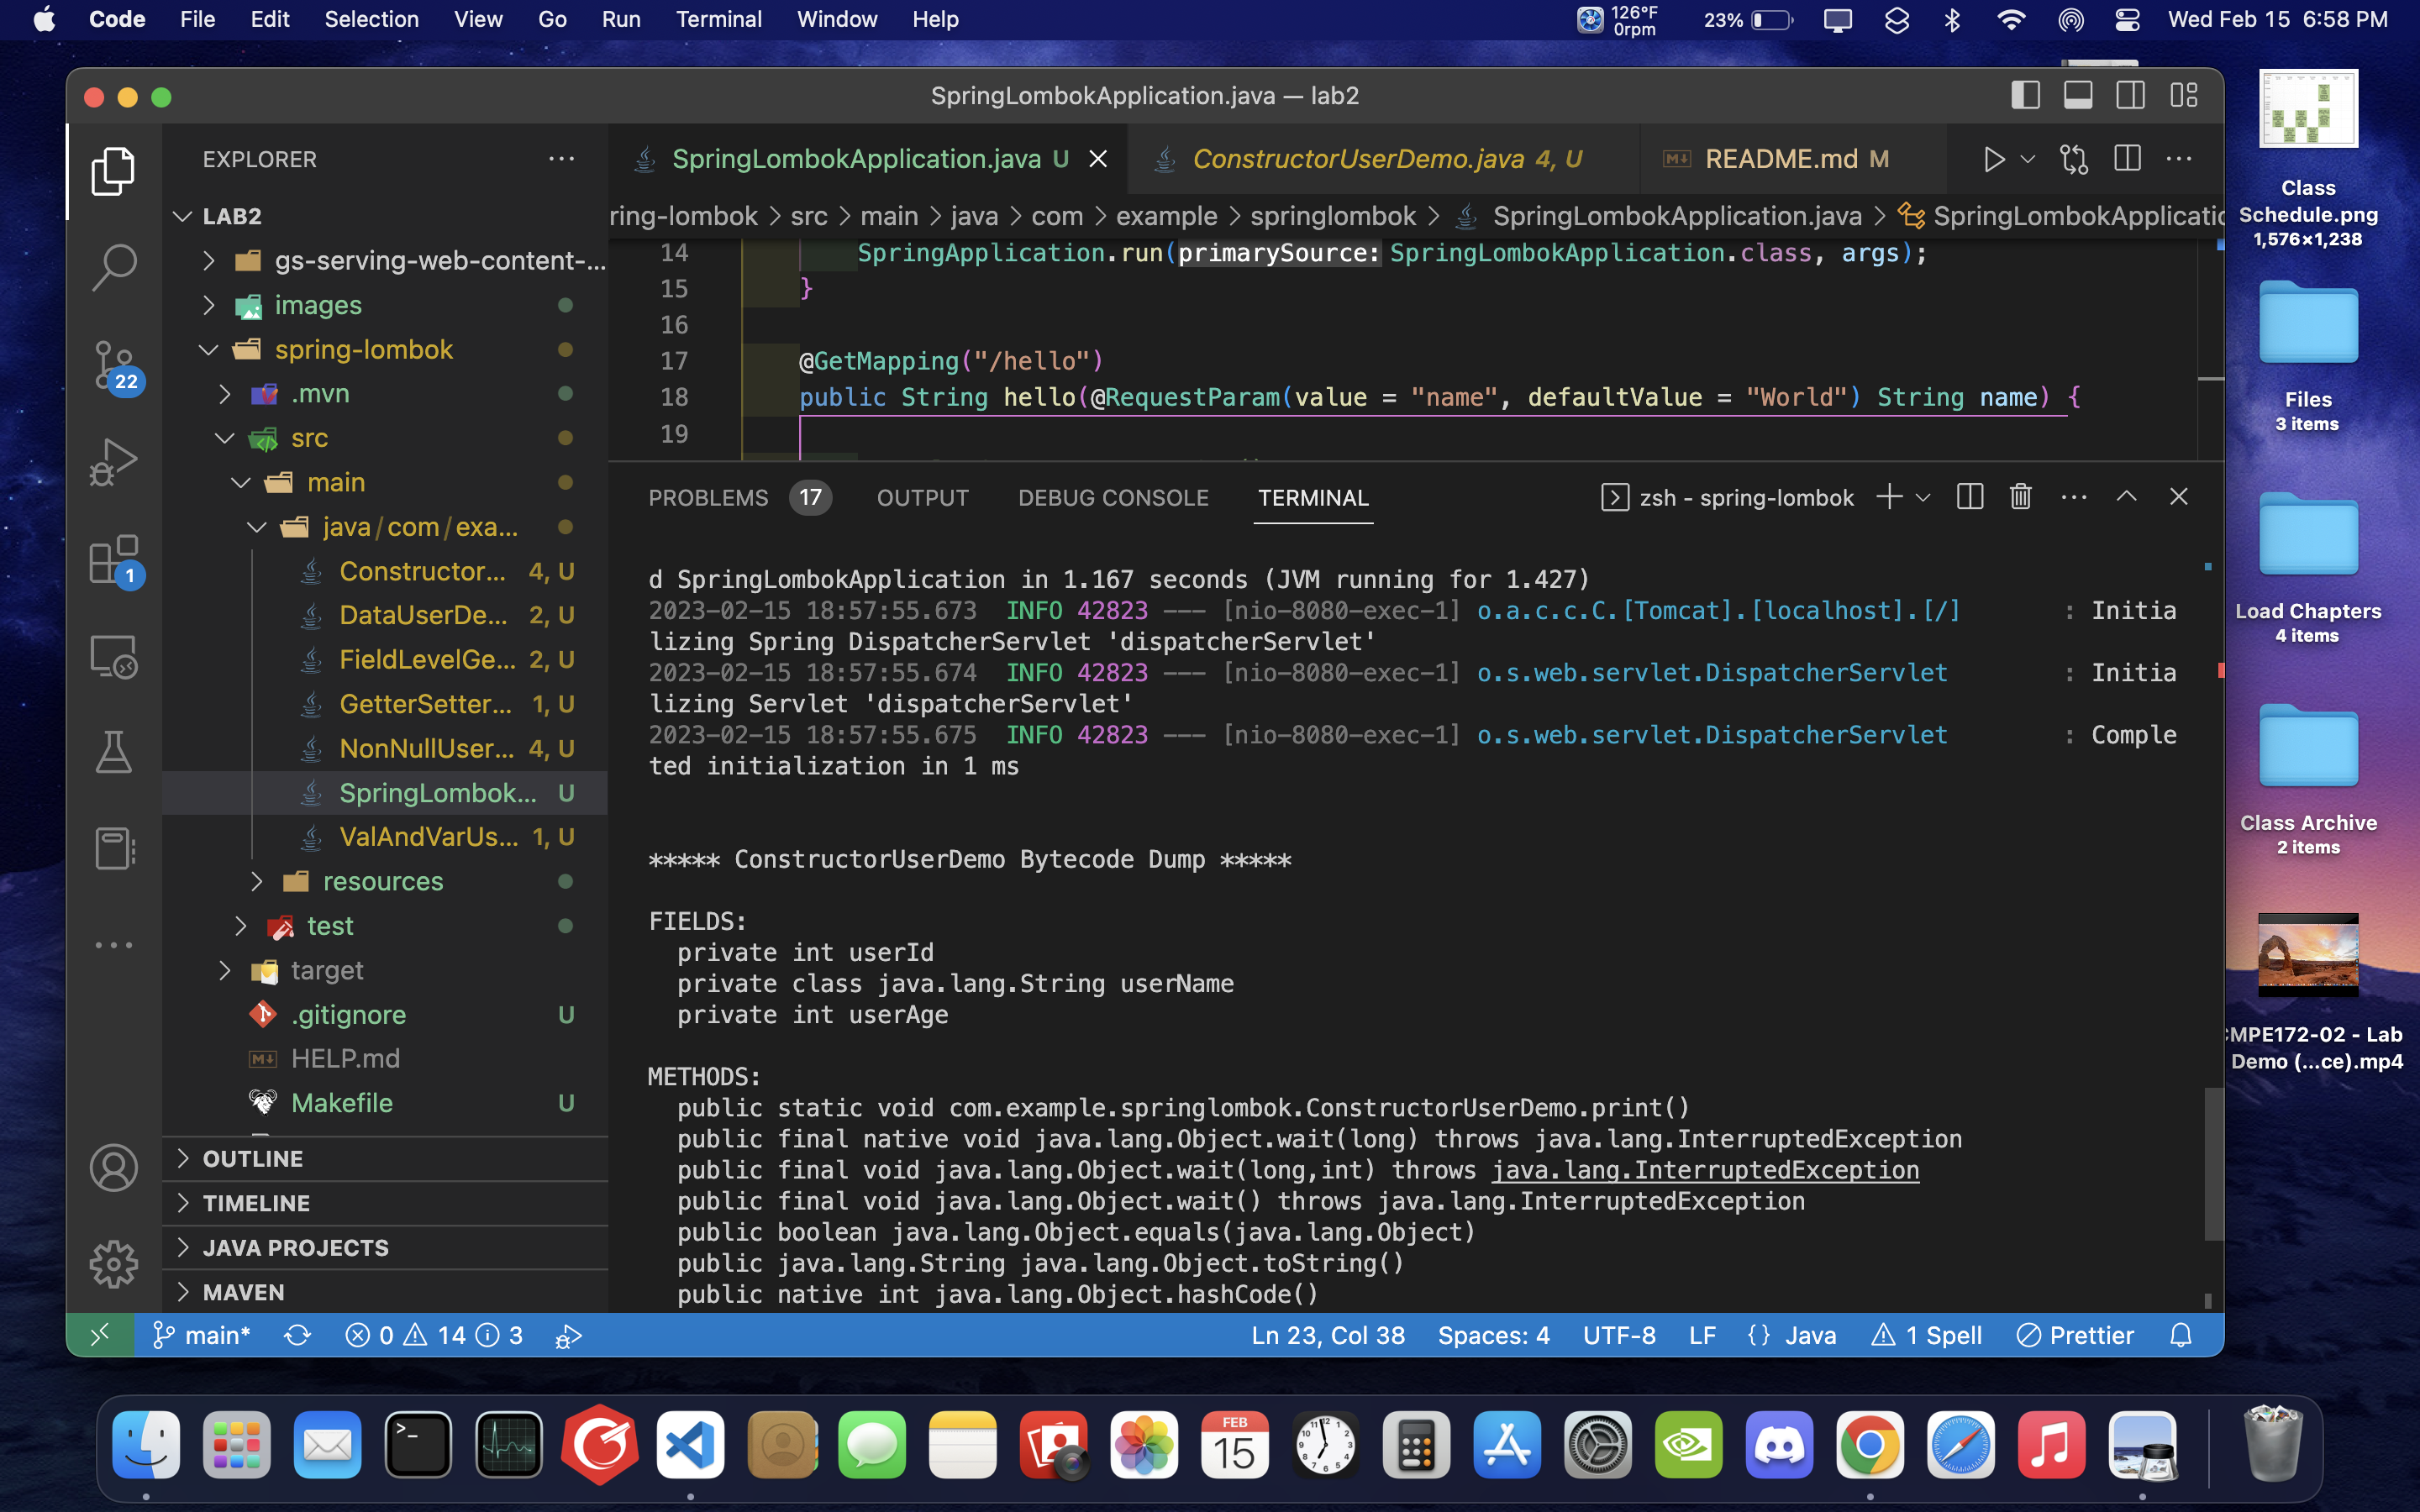 Code File Edit Selection View Go Run Terminal Window Help 126°F 0rpm 23% Wed Feb 15 6:58 PM
SpringLombokApplication.java — lab2
EXPLORER
LAB2
gs-serving-web-content-...
images
spring-lombok
.mvn
src
main
java/com/exa...
Constructor... 4, U
DataUserDe... 2, U
FieldLevelGe... 2, U
GetterSetter... 1, U
NonNullUser... 4, U
SpringLombok... U
ValAndVarUs... 1, U
resources
test
target
.gitignore U
HELP.md
Makefile U
OUTLINE
TIMELINE
JAVA PROJECTS
MAVEN
22
1
SpringLombokApplication.java U ConstructorUserDemo.java 4, U README.md M
ring-lombok > src > main > java > com > example > springlombok > SpringLombokApplication.java > SpringLombokApplicatic
14 SpringApplication.run(primarySource: SpringLombokApplication.class, args);
15 }
16
17 @GetMapping("/hello")
18 public String hello(@RequestParam(value = "name", defaultValue = "World") String name) {
19
PROBLEMS 17 OUTPUT DEBUG CONSOLE TERMINAL zsh - spring-lombok
d SpringLombokApplication in 1.167 seconds (JVM running for 1.427)
2023-02-15 18:57:55.673 INFO 42823 --- [nio-8080-exec-1] o.a.c.c.C.[Tomcat].[localhost].[/] : Initia
lizing Spring DispatcherServlet 'dispatcherServlet'
2023-02-15 18:57:55.674 INFO 42823 --- [nio-8080-exec-1] o.s.web.servlet.DispatcherServlet : Initia
lizing Servlet 'dispatcherServlet'
2023-02-15 18:57:55.675 INFO 42823 --- [nio-8080-exec-1] o.s.web.servlet.DispatcherServlet : Comple
ted initialization in 1 ms
***** ConstructorUserDemo Bytecode Dump *****
FIELDS:
private int userId
private class java.lang.String userName
private int userAge
METHODS:
public static void com.example.springlombok.ConstructorUserDemo.print()
public final native void java.lang.Object.wait(long) throws java.lang.InterruptedException
public final void java.lang.Object.wait(long,int) throws java.lang.InterruptedException
public final void java.lang.Object.wait() throws java.lang.InterruptedException
public boolean java.lang.Object.equals(java.lang.Object)
public java.lang.String java.lang.Object.toString()
public native int java.lang.Object.hashCode()
main* 0 14 3 Ln 23, Col 38 Spaces: 4 UTF-8 LF {} Java 1 Spell Prettier
Class
Schedule.png
1,576×1,238
Files
3 items
Load Chapters
4 items
Class Archive
2 items
CMPE172-02 - Lab
Demo (...ce).mp4
FEB
15